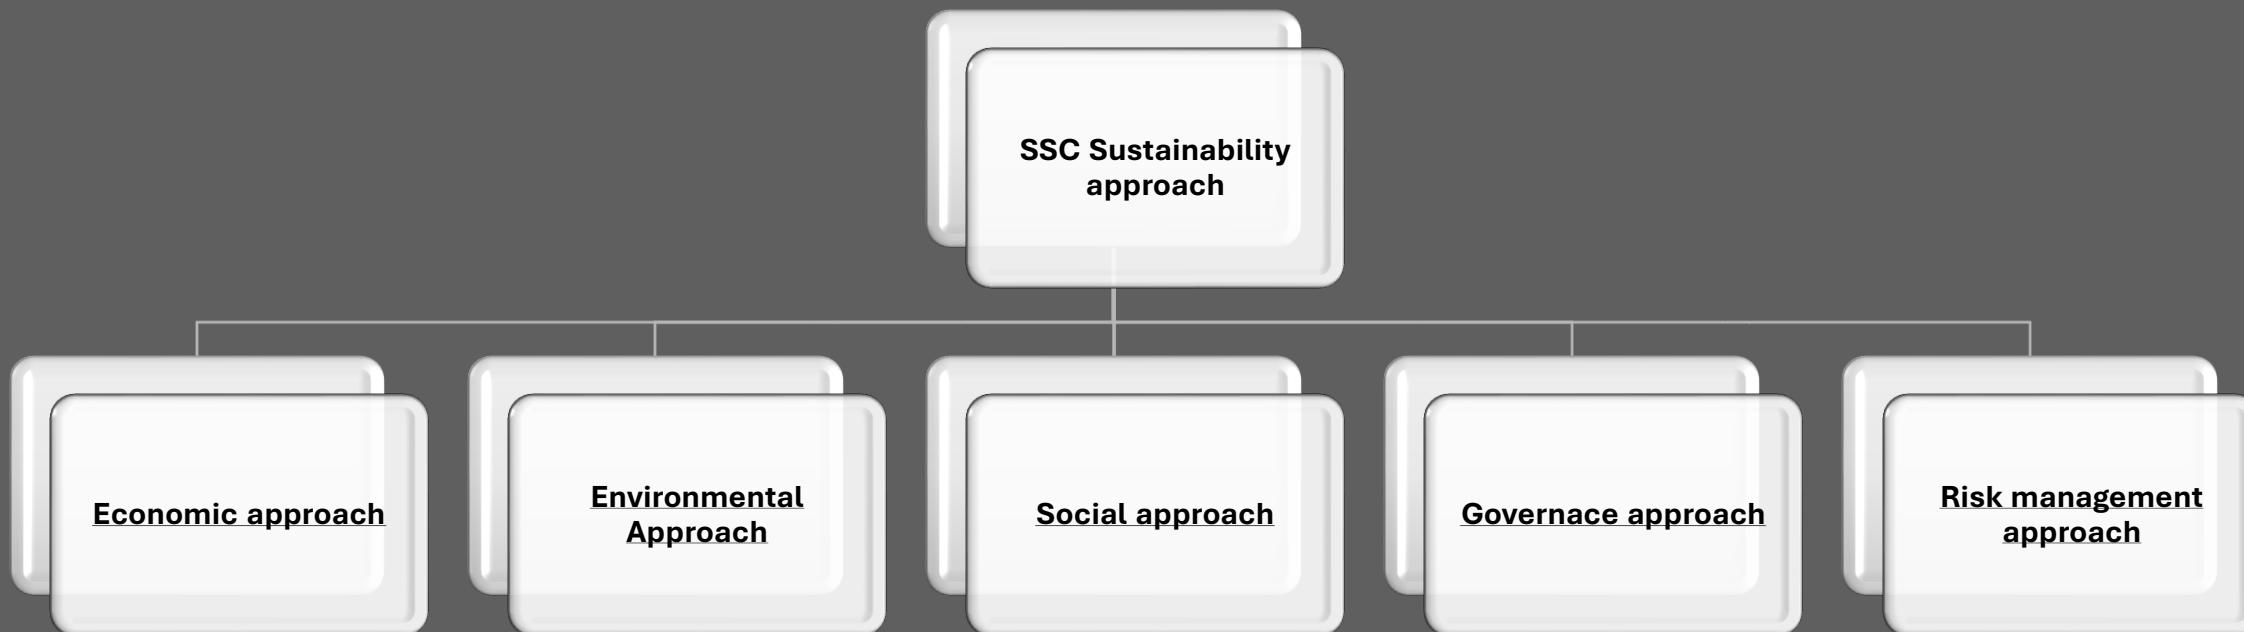 SSC Sustainability
approach
Economic approach
Environmental
Approach
Social approach
Governace approach
Risk management
approach